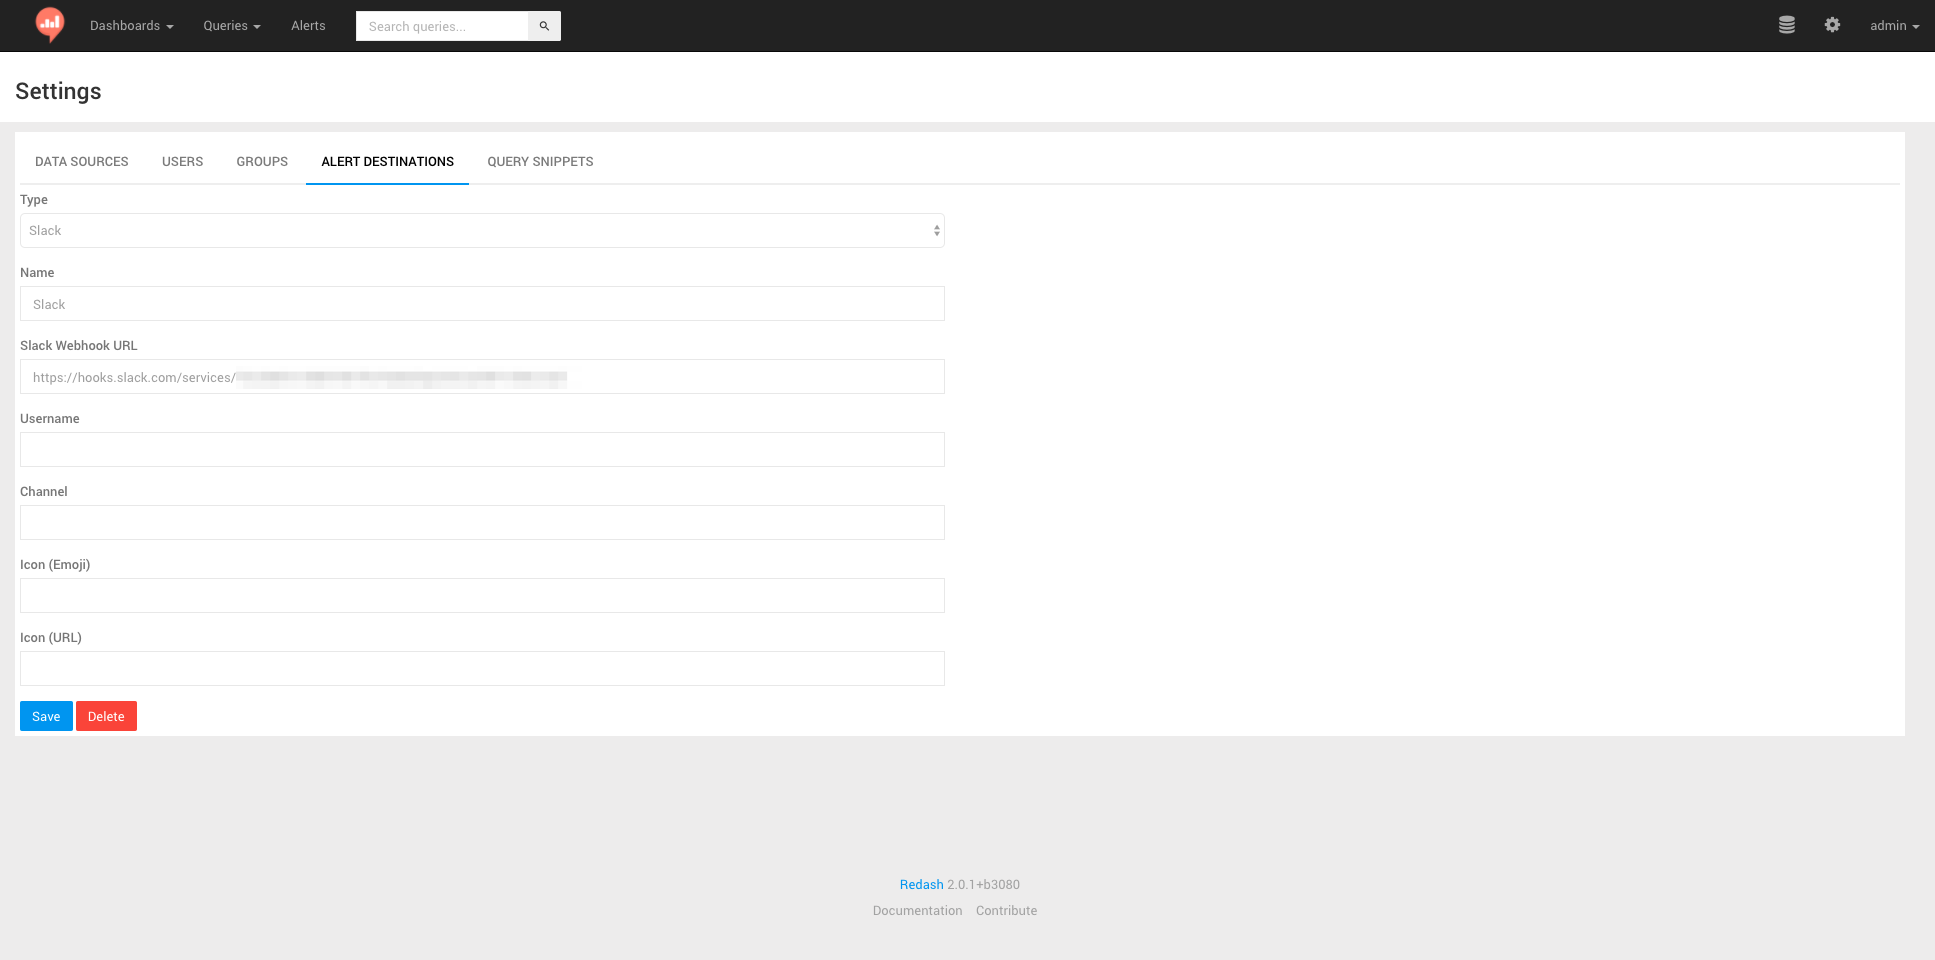 Dashboards Queries Alerts Search queries... admin
Settings
DATA SOURCES USERS GROUPS ALERT DESTINATIONS QUERY SNIPPETS
Type
Slack
Name
Slack
Slack Webhook URL
https://hooks.slack.com/services/
Username
Channel
Icon (Emoji)
Icon (URL)
Save Delete
Redash 2.0.1+b3080
Documentation Contribute